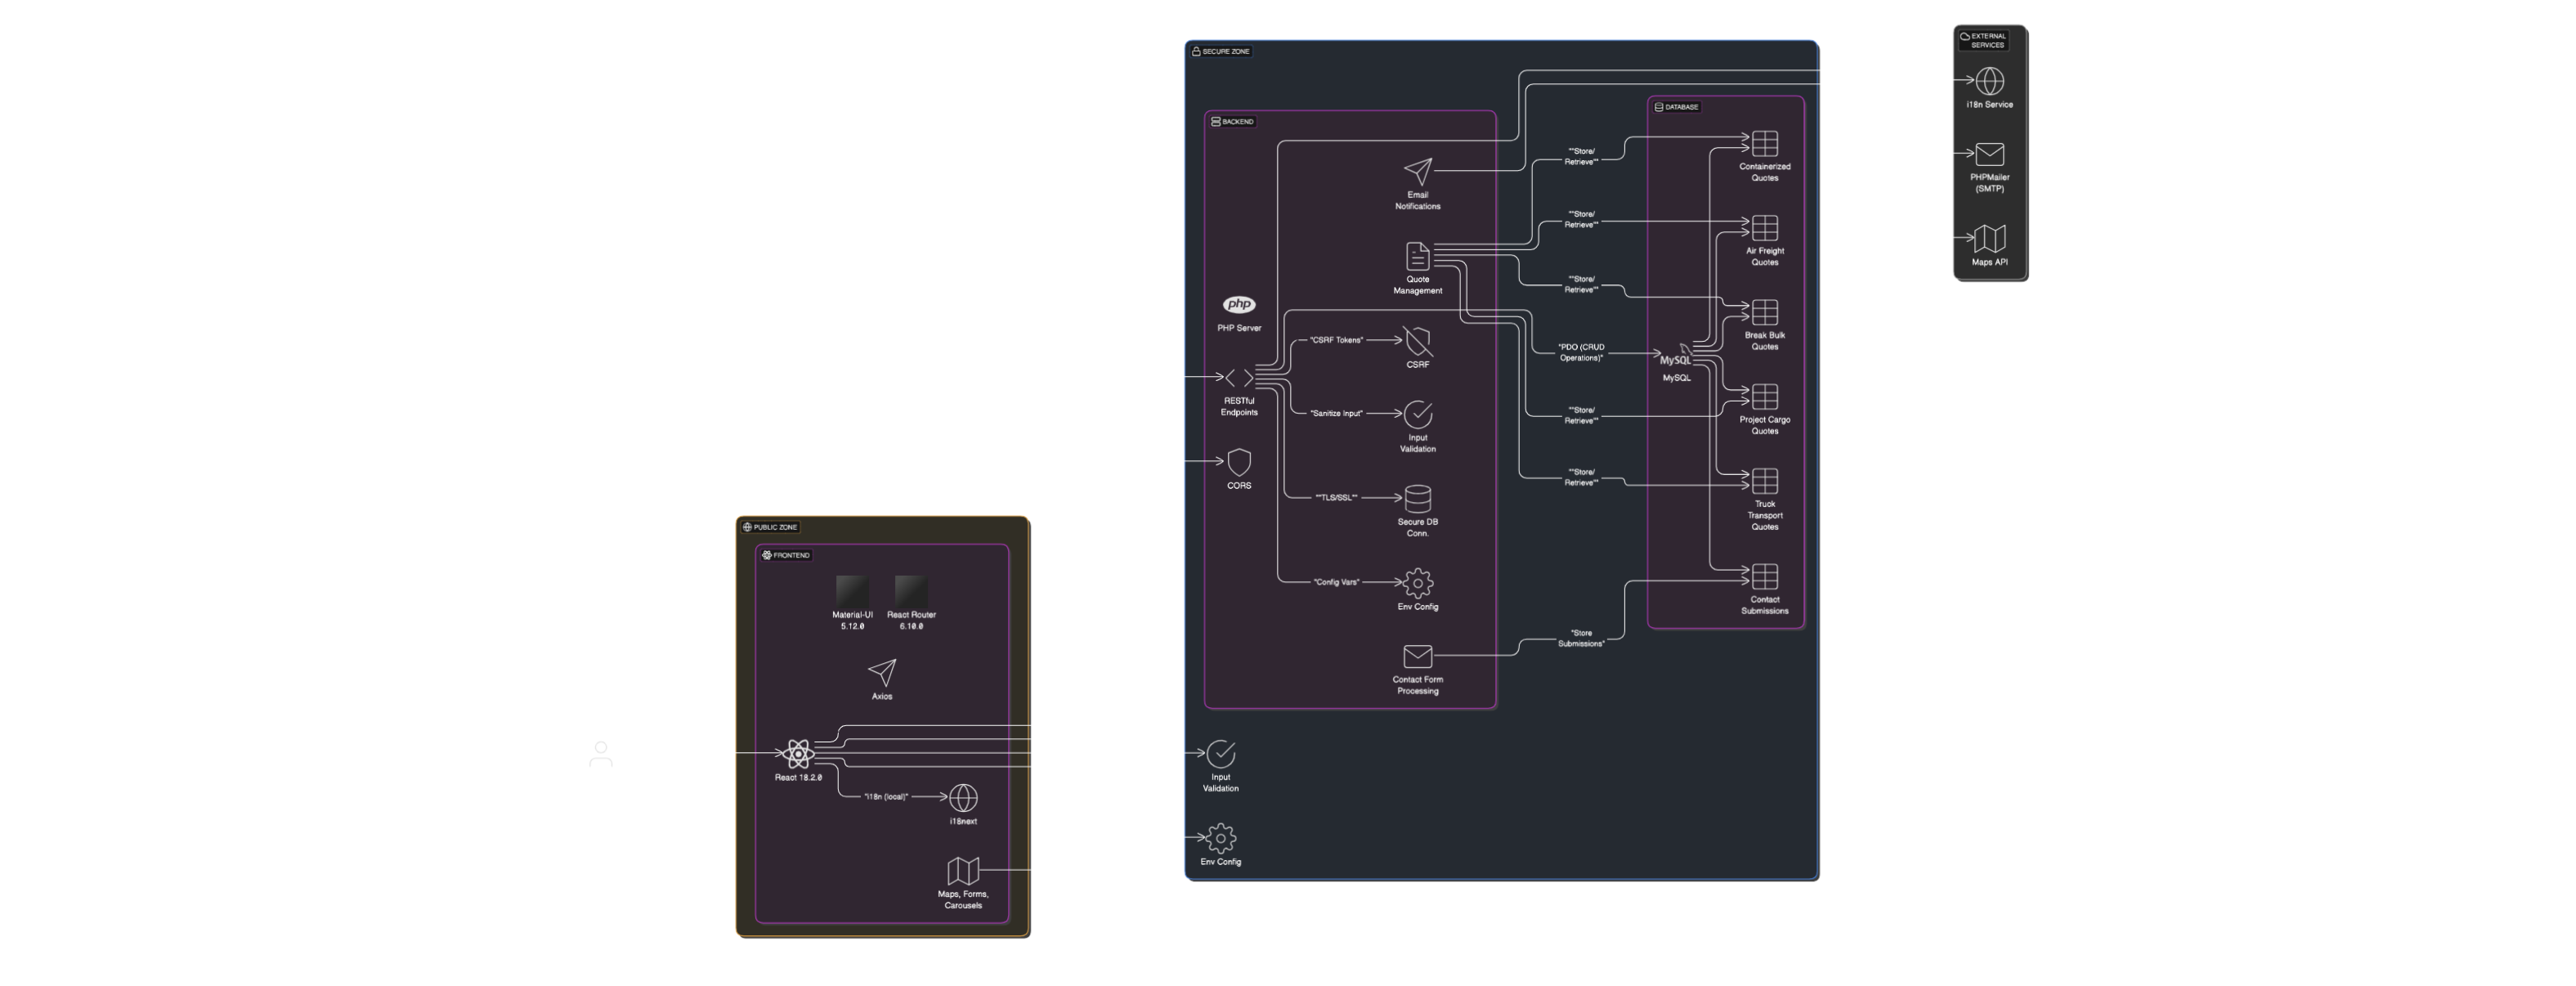 SECURE ZONE
BACKEND
Email
Notifications
Quote
Management
php
PHP Server
"CSRF Tokens"
CSRF
RESTful
Endpoints
"Sanitize Input"
Input
Validation
CORS
""TLS/SSL""
Secure DB
Conn.
"Config Vars"
Env Config
Contact Form
Processing
""Store/
Retrieve""
""Store/
Retrieve""
""Store/
Retrieve""
"PDO (CRUD
Operations)"
""Store/
Retrieve""
""Store/
Retrieve""
"Store
Submissions"
DATABASE
Containerized
Quotes
Air Freight
Quotes
Break Bulk
Quotes
MySQL
MySQL
Project Cargo
Quotes
Truck
Transport
Quotes
Contact
Submissions
Input
Validation
Env Config
EXTERNAL
SERVICES
i18n Service
PHPMailer
(SMTP)
Maps API
PUBLIC ZONE
FRONTEND
Material-UI
5.12.0
React Router
6.10.0
Axios
React 18.2.0
"i18n (local)"
i18next
Maps, Forms,
Carousels